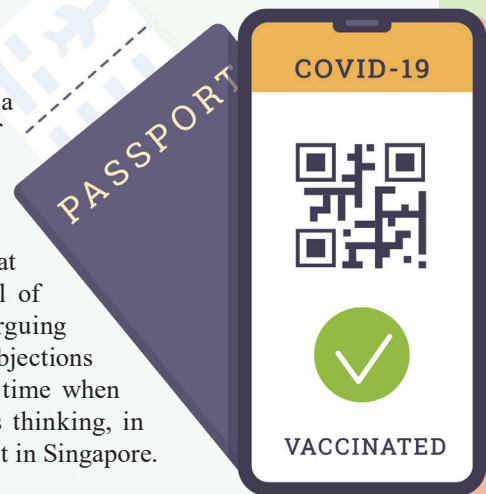 a
PASSPORT
COVID-19
at
l of
rguing
bjections
time when
s thinking, in
t in Singapore.
VACCINATED